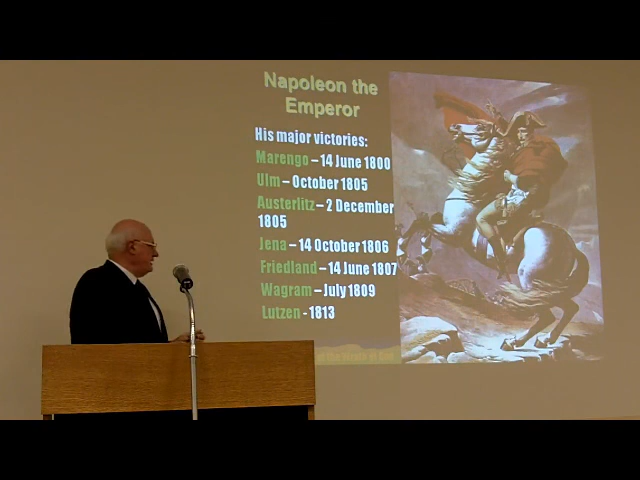 Napoleon the
Emperor
His major victories:
Marengo – 14 June 1800
Ulm – October 1805
Austerlitz – 2 December
1805
Jena – 14 October 1806
Friedland – 14 June 1807
Wagram – July 1809
Lutzen - 1813